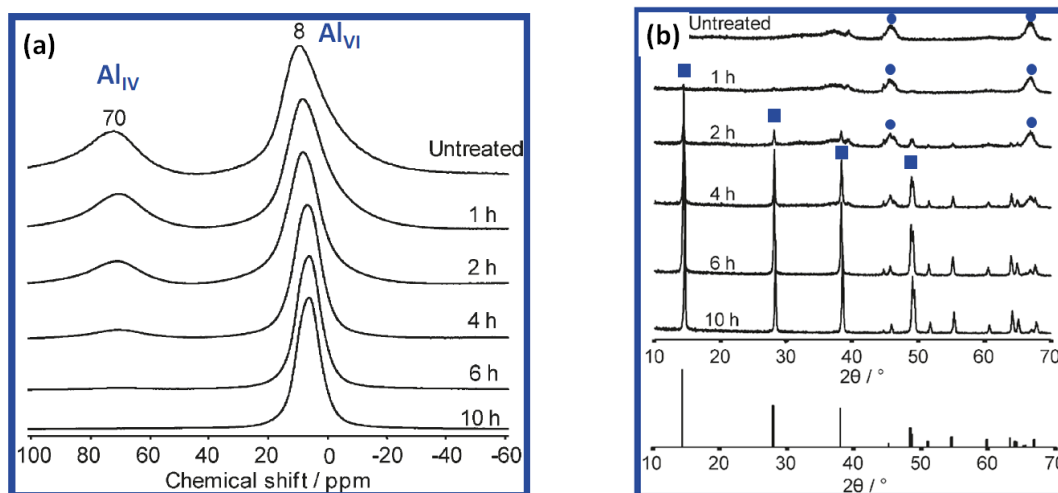 (a)
8
Al_VI
Al_IV
70
Untreated
1 h
2 h
4 h
6 h
10 h
100 80 60 40 20 0 -20 -40 -60
Chemical shift / ppm
(b)
Untreated
1 h
2 h
4 h
6 h
10 h
10 20 30 40 50 60 70
2θ / °
10 20 30 40 50 60 70
2θ / °